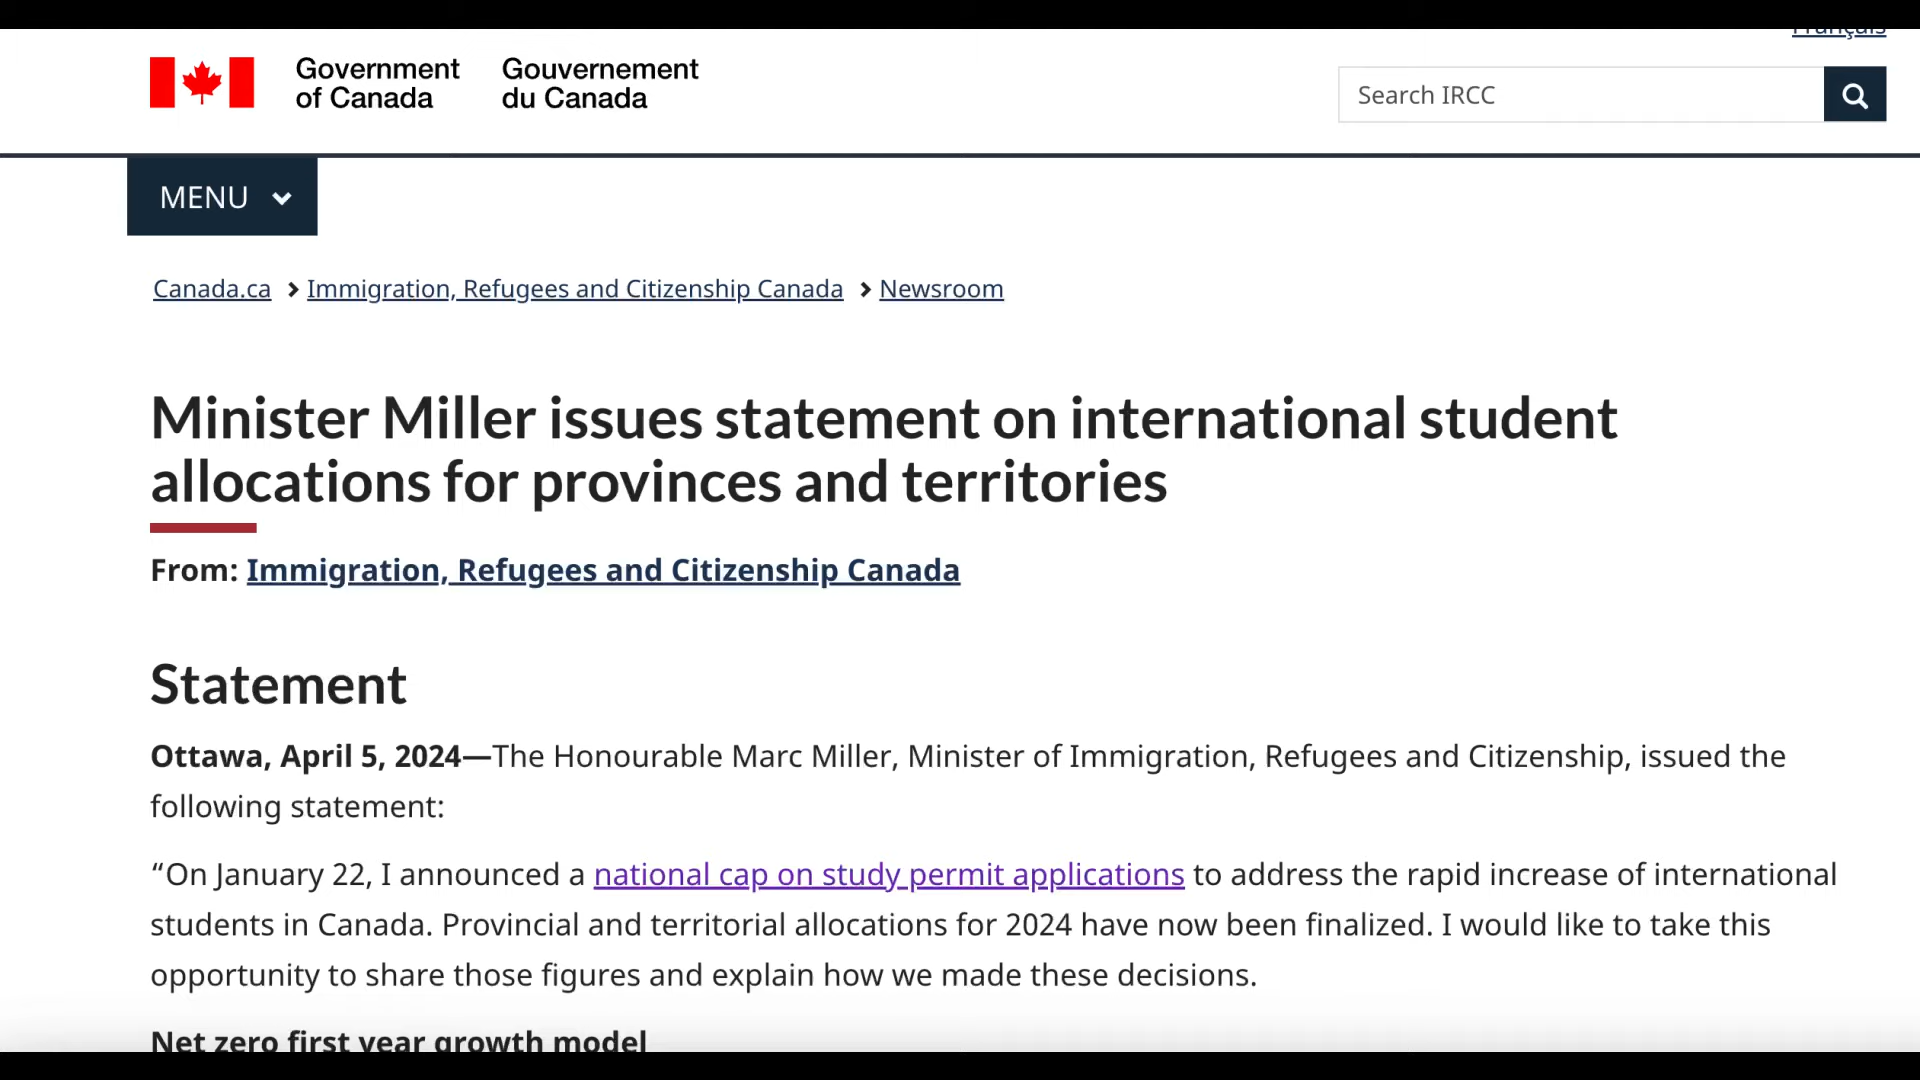 Français
Government of Canada
Gouvernement du Canada
Search IRCC
MENU
Canada.ca > Immigration, Refugees and Citizenship Canada > Newsroom
Minister Miller issues statement on international student
allocations for provinces and territories
From: Immigration, Refugees and Citizenship Canada
Statement
Ottawa, April 5, 2024—The Honourable Marc Miller, Minister of Immigration, Refugees and Citizenship, issued the
following statement:
“On January 22, I announced a national cap on study permit applications to address the rapid increase of international
students in Canada. Provincial and territorial allocations for 2024 have now been finalized. I would like to take this
opportunity to share those figures and explain how we made these decisions.
Net zero first year growth model